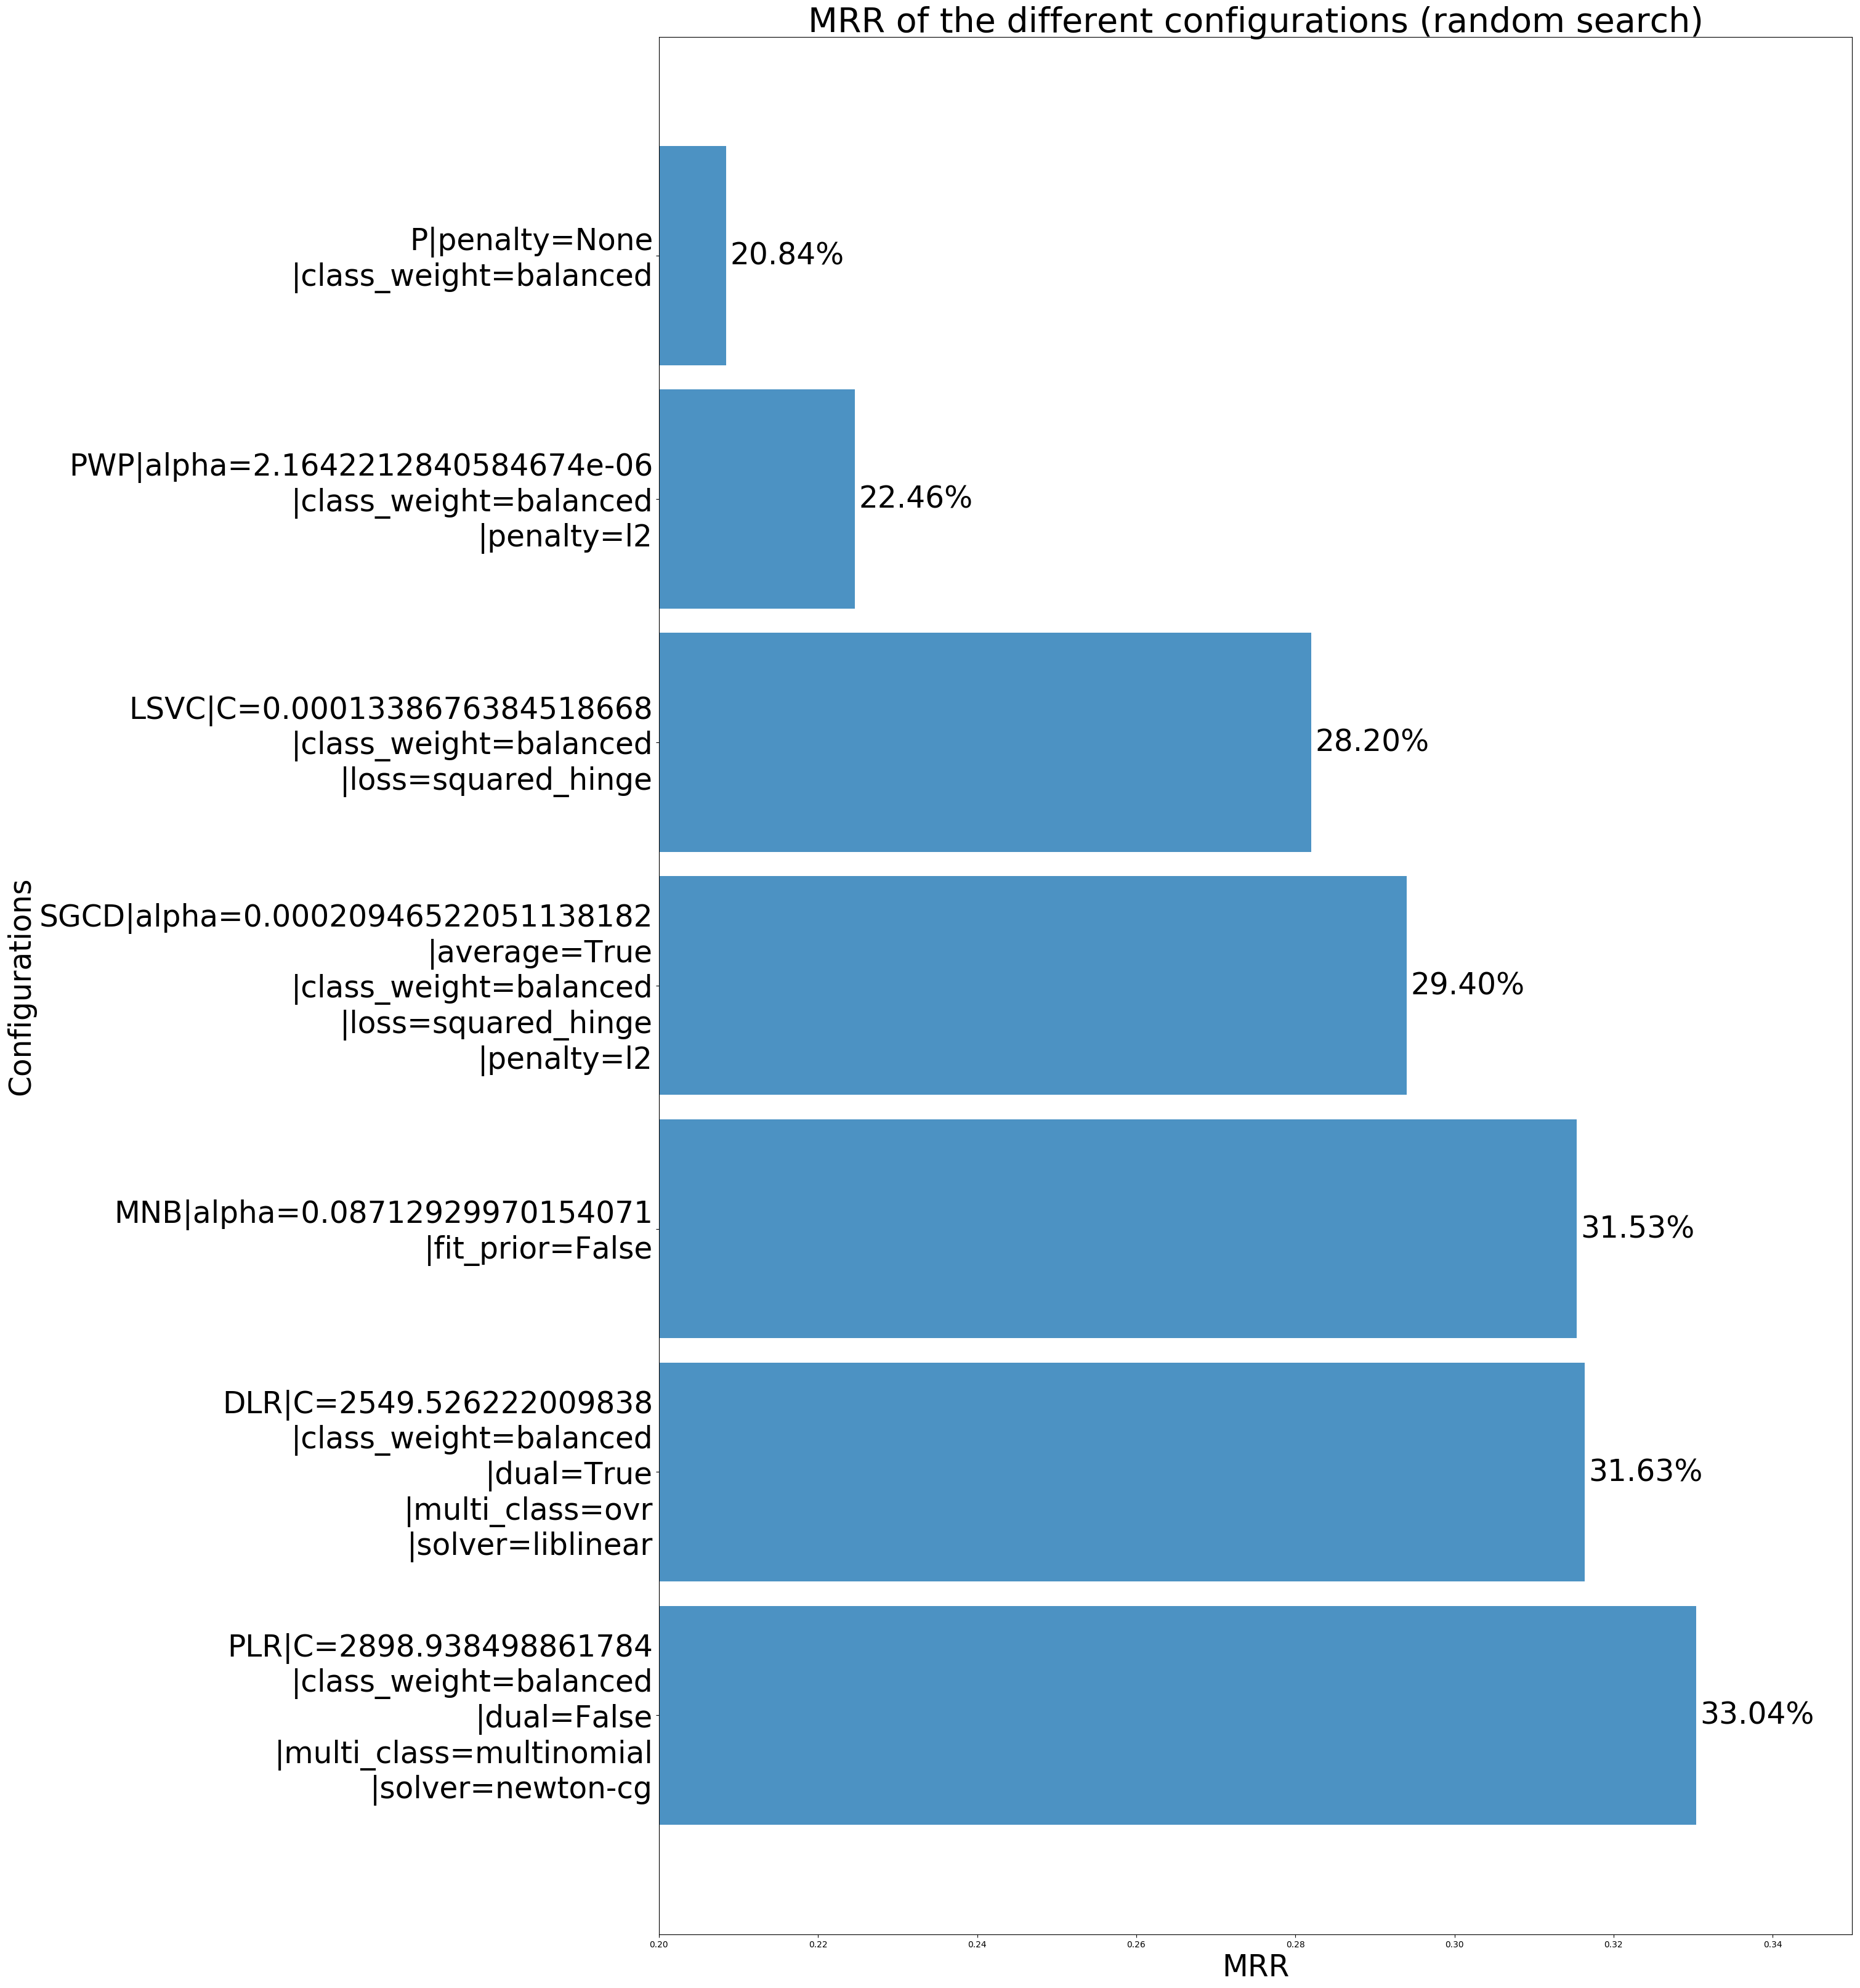 MRR of the different configurations (random search)
P|penalty=None
|class_weight=balanced
20.84%
PWP|alpha=2.1642212840584674e-06
|class_weight=balanced
|penalty=l2
22.46%
LSVC|C=0.0001338676384518668
|class_weight=balanced
|loss=squared_hinge
28.20%
SGCD|alpha=0.00020946522051138182
|average=True
|class_weight=balanced
|loss=squared_hinge
|penalty=l2
29.40%
MNB|alpha=0.08712929970154071
|fit_prior=False
31.53%
DLR|C=2549.526222009838
|class_weight=balanced
|dual=True
|multi_class=ovr
|solver=liblinear
31.63%
PLR|C=2898.938498861784
|class_weight=balanced
|dual=False
|multi_class=multinomial
|solver=newton-cg
33.04%
Configurations
0.20 0.22 0.24 0.26 0.28 0.30 0.32 0.34
MRR